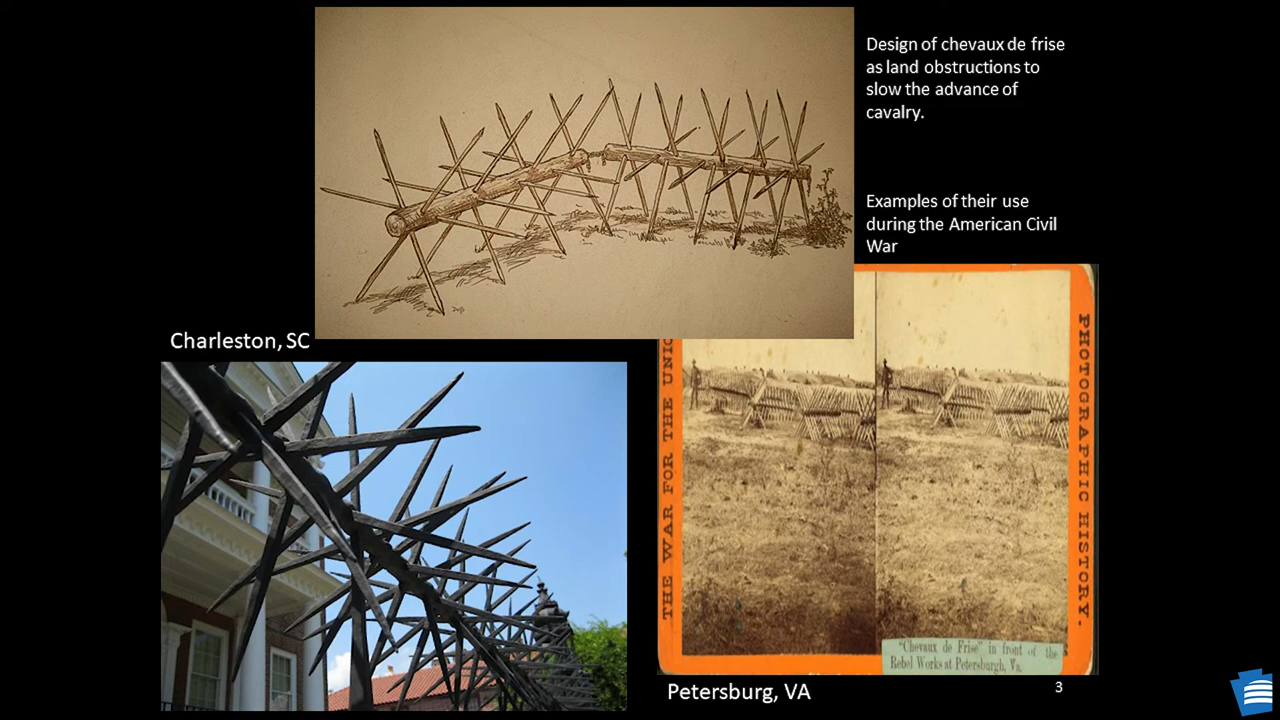 Design of chevaux de frise
as land obstructions to
slow the advance of
cavalry.
Examples of their use
during the American Civil
War
Charleston, SC
THE WAR FOR THE UNIO
PHOTOGRAPHIC HISTORY.
"Chevaux de Frise" in front of the
Rebel Works at Petersburgh, Va.
Petersburg, VA
3